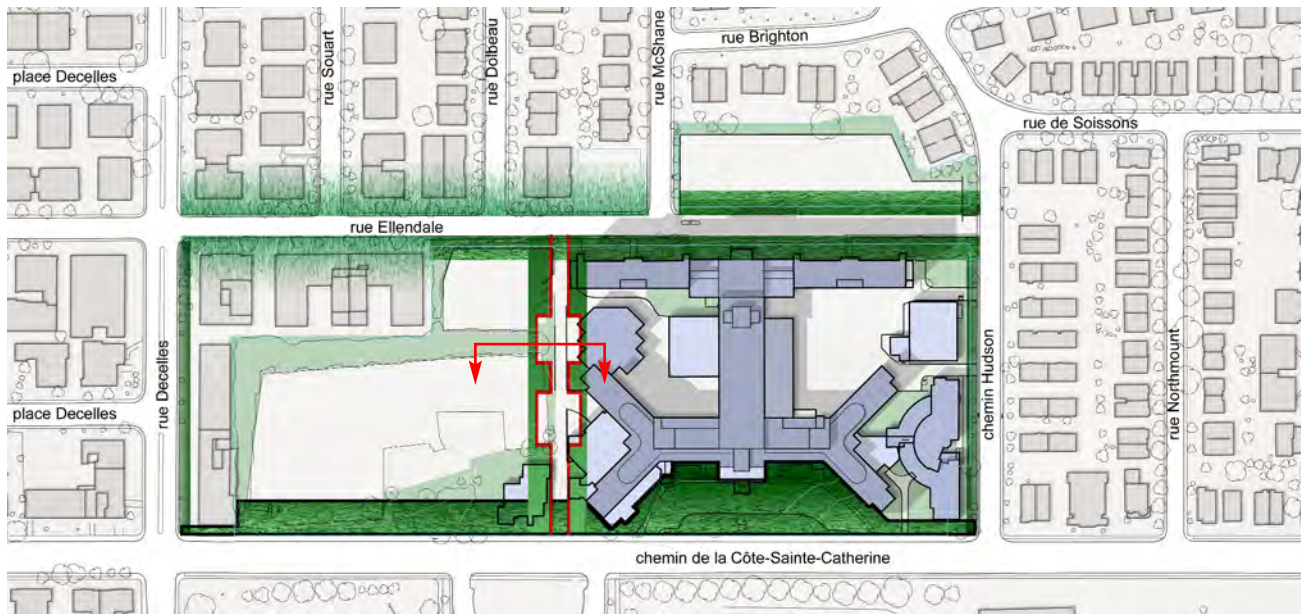 rue Brighton
place Decelles
rue Souart
rue Dolbeau
rue McShane
rue de Soissons
rue Ellendale
rue Decelles
chemin Hudson
rue Northmount
place Decelles
chemin de la Côte-Sainte-Catherine